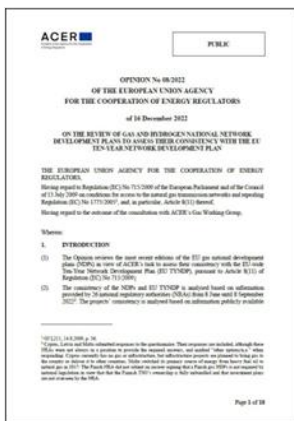 ACER
PUBLIC
OPINION No 08/2022
OF THE EUROPEAN UNION AGENCY
FOR THE COOPERATION OF ENERGY REGULATORS
of 16 December 2022
ON THE REVIEW OF GAS AND HYDROGEN NATIONAL NETWORK
DEVELOPMENT PLANS TO ASSESS THEIR CONSISTENCY WITH THE EU
TEN-YEAR NETWORK DEVELOPMENT PLAN
THE EUROPEAN UNION AGENCY FOR THE COOPERATION OF ENERGY
REGULATORS,
Having regard to Regulation (EC) No 715/2009 of the European Parliament and of the Council
of 13 July 2009 on conditions for access to the natural gas transmission networks and repealing
Regulation (EC) No 1775/2005¹, and, in particular, Article 8(11) thereof,
Having regard to the outcome of the consultation with ACER's Gas Working Group,
Whereas:
1. INTRODUCTION
(1) The Opinion reviews the most recent editions of the EU gas national development
plans (NDPs) in view of ACER's task to assess their consistency with the EU-wide
Ten-Year Network Development Plan (EU TYNDP), pursuant to Article 8(11) of
Regulation (EC) No 715/2009;
(2) The consistency of the NDPs and EU TYNDP is analysed based on information
provided by 26 national regulatory authorities (NRAs) from 8 June until 8 September
2022². The projects' consistency is analysed based on information publicly available
Page 1 of 18